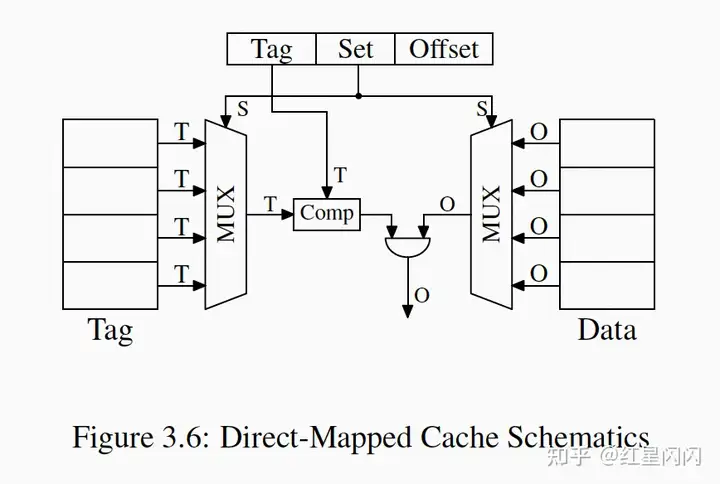 Tag Set Offset
S S
T O
T O
T
T O
T Comp O
MUX MUX
T O
T O
O
Tag Data
Figure 3.6: Direct-Mapped Cache Schematics
知乎 @红星闪闪